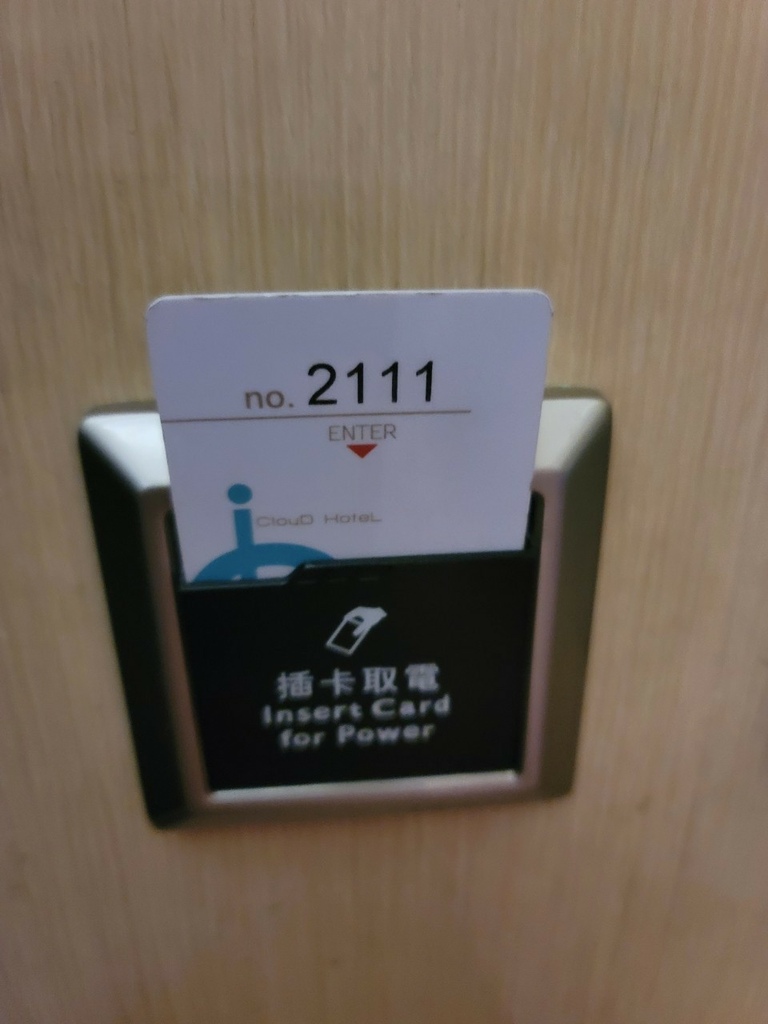 no. 2111
ENTER
ClouD HoteL
插卡取電
Insert Card
for Power